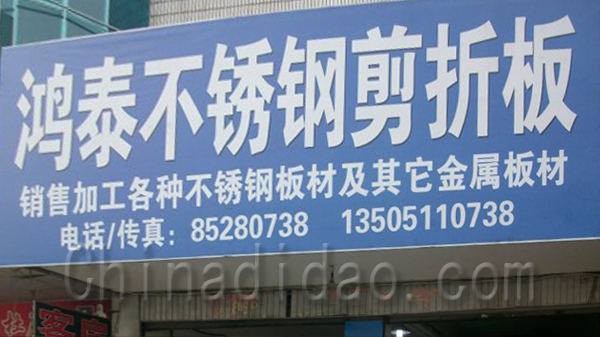 鸿泰不锈钢剪折板
销售加工各种不锈钢板材及其它金属板材
电话/传真：85280738 13505110738
Chinadidao.com